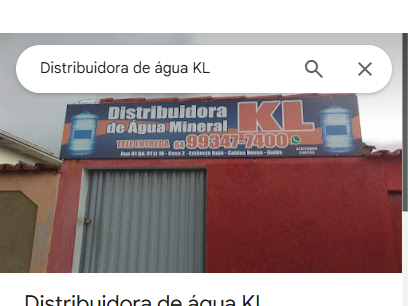 Distribuidora de água KL
Distribuidora
de Água Mineral
KL
TELE ENTREGA 64 99347-7400
ACEITAMOS
CARTÃO
Rua 01 Qd. 01 Lt 16 - Casa 2 - Estância Itajá - Caldas Novas - Goiás
Distribuidora de água KL